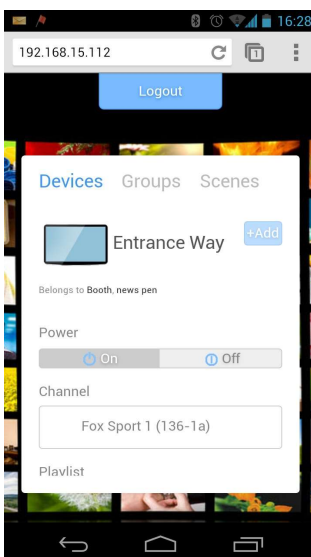 16:28
192.168.15.112
1
Logout
Devices Groups Scenes
Entrance Way
+Add
Belongs to Booth, news pen
Power
On Off
Channel
Fox Sport 1 (136-1a)
Playlist